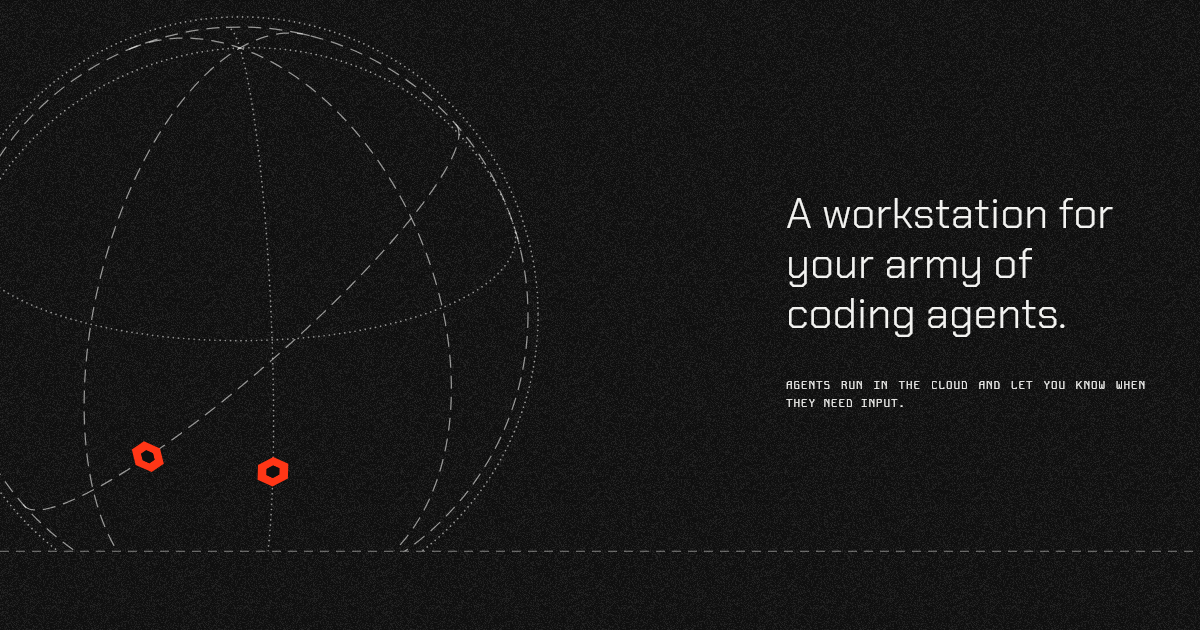 A workstation for
your army of
coding agents.
AGENTS RUN IN THE CLOUD AND LET YOU KNOW WHEN
THEY NEED INPUT.